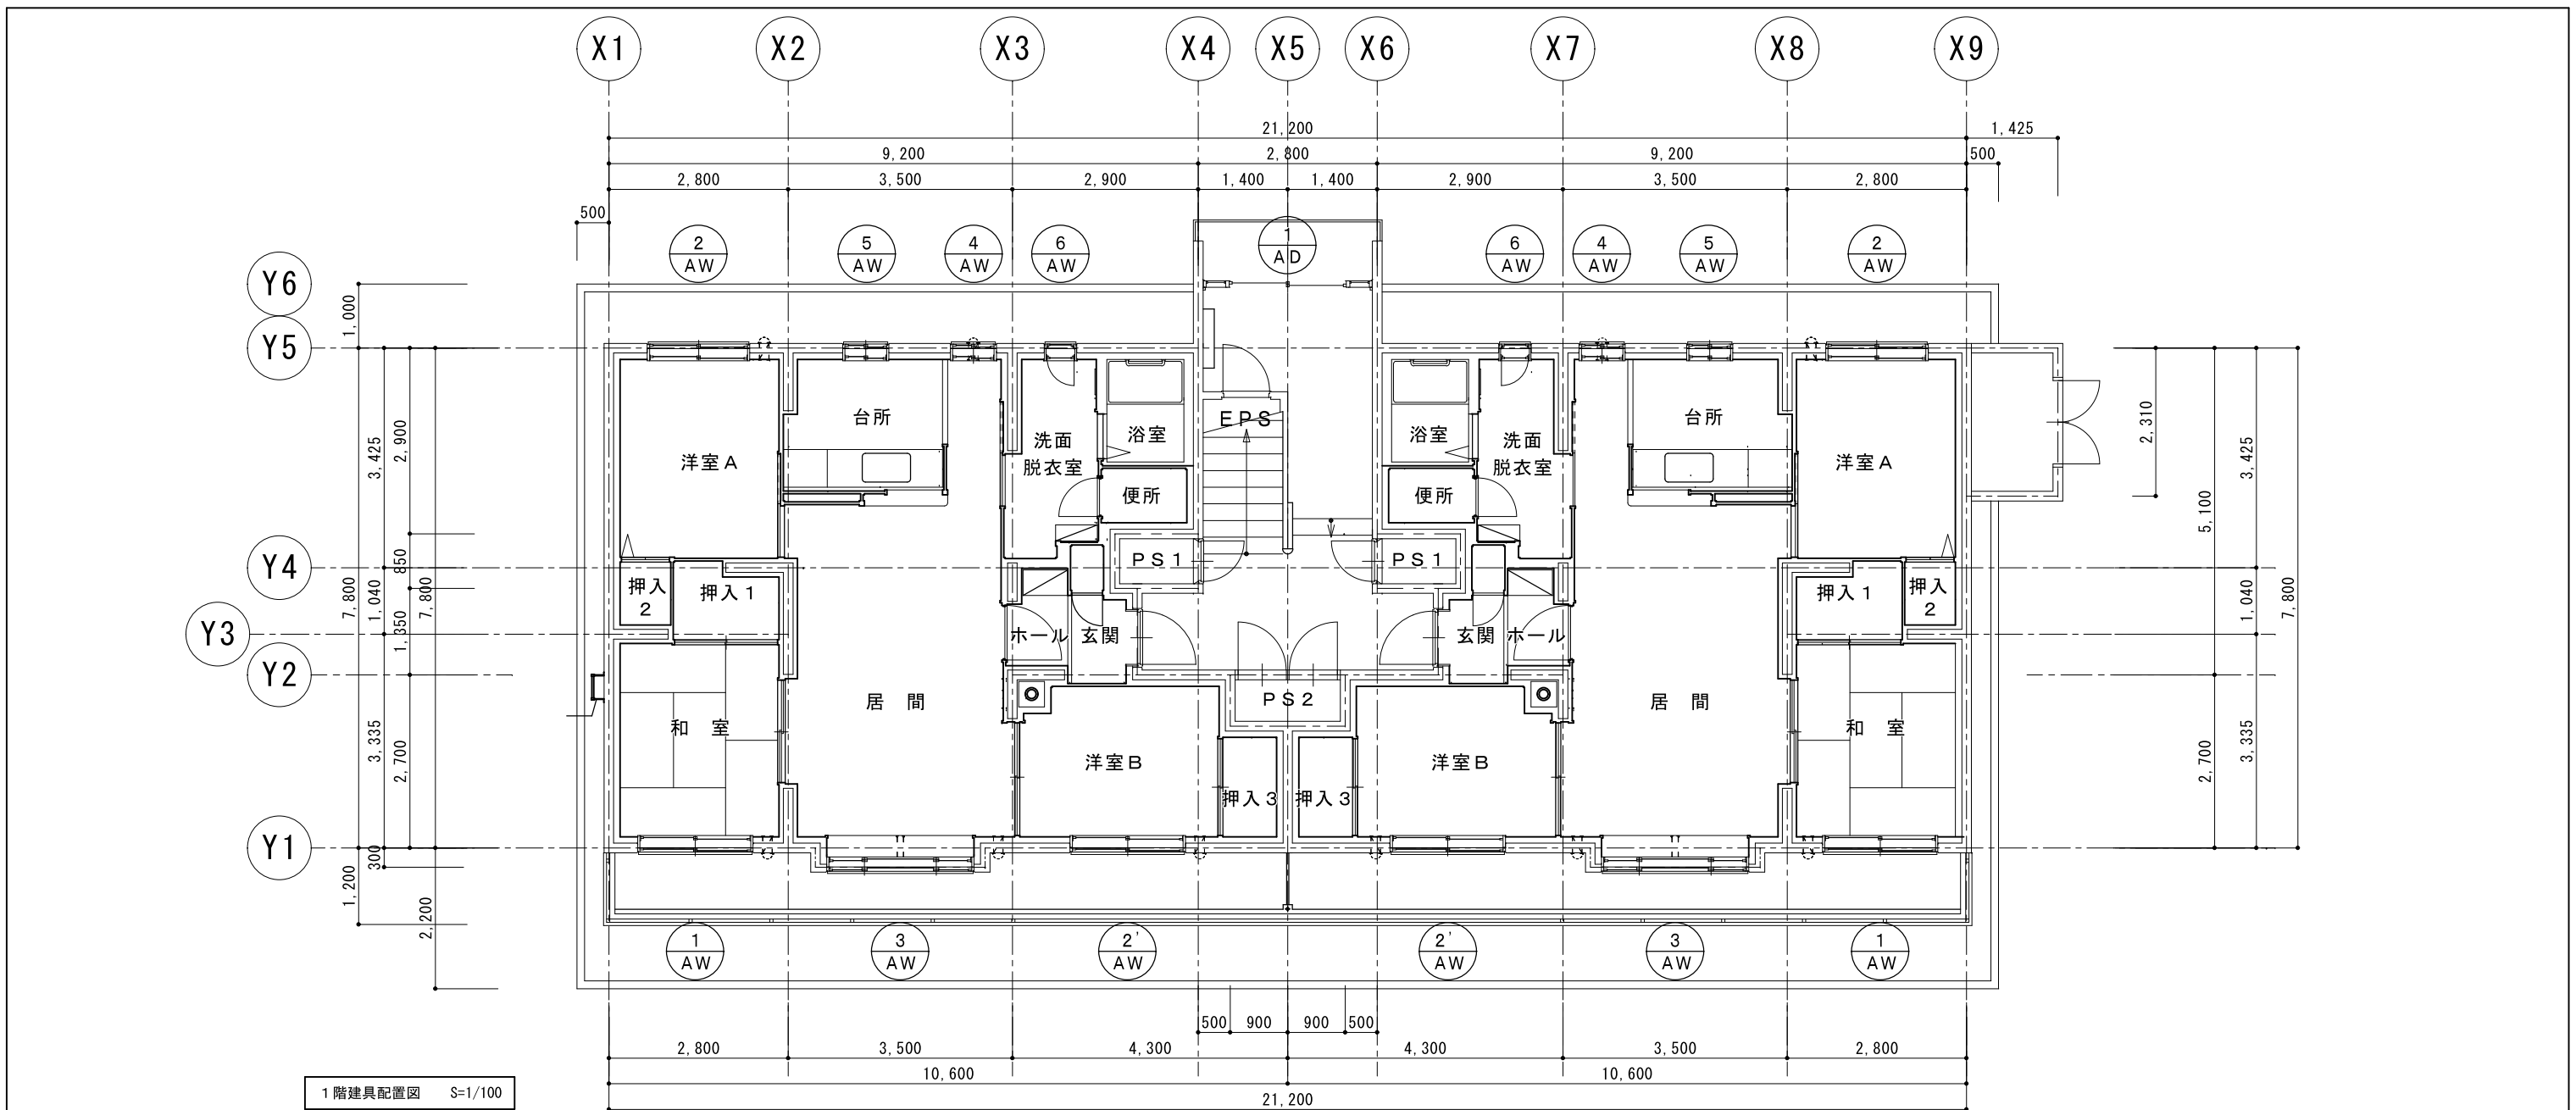 X1 X2 X3 X4 X5 X6 X7 X8 X9
21,200 1,425
9,200 2,800 9,200 500
2,800 3,500 2,900 1,400 1,400 2,900 3,500 2,800
500
2 5 4 6 1 6 4 5 2
AW AW AW AW AD AW AW AW AW
Y6
Y5
Y4
Y3
Y2
Y1
1,000
7,800
1,200
3,425
1,040
3,335
300
2,900
850
1,350
2,700
7,800
2,200
台所
洋室A
洗面
脱衣室
浴室
便所
EPS
PS1
押入
2
押入1
ホール
玄関
居 間
和 室
洋室B
押入3
PS2
浴室
洗面
脱衣室
便所
台所
洋室A
PS1
玄関
ホール
押入1
押入
2
居 間
和 室
洋室B
押入3
2,310
5,100
2,700
3,425
1,040
3,335
7,800
1 3 2' 2' 3 1
AW AW AW AW AW AW
500 900 900 500
2,800 3,500 4,300 4,300 3,500 2,800
10,600 10,600
21,200
1階建具配置図 S=1/100